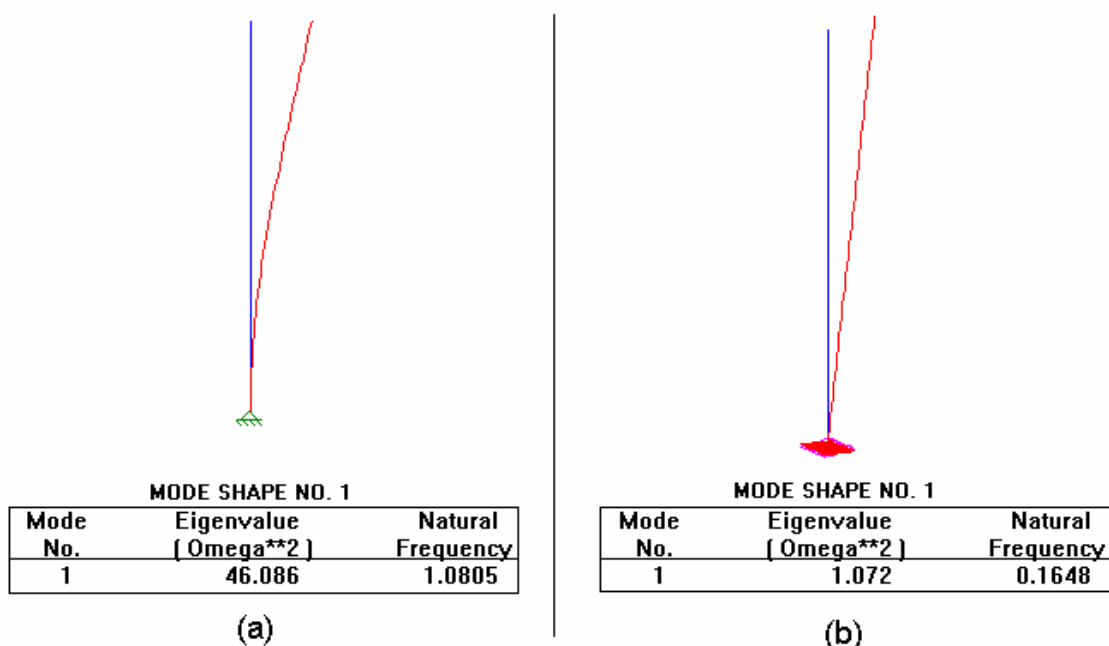 MODE SHAPE NO. 1
Mode Eigenvalue Natural
No. [ Omega**2 ] Frequency
1 46.086 1.0805
(a)
MODE SHAPE NO. 1
Mode Eigenvalue Natural
No. [ Omega**2 ] Frequency
1 1.072 0.1648
(b)